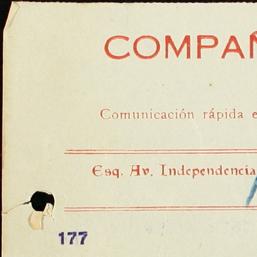 COMPAÑ
Comunicación rápida e
Esq. Av. Independencia
177